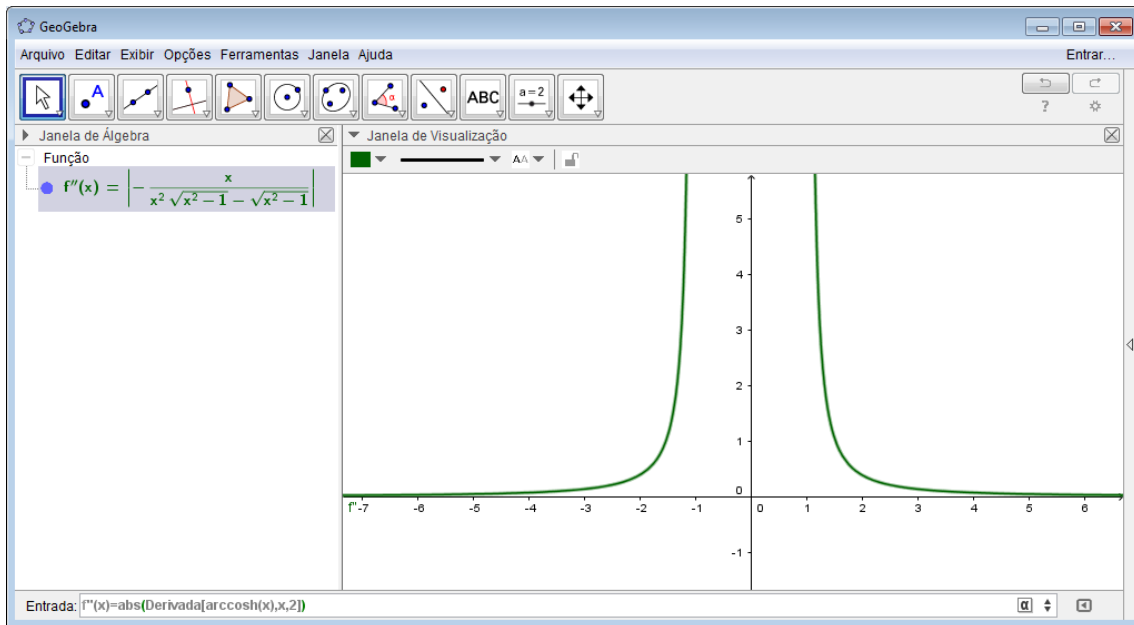 GeoGebra
Arquivo Editar Exibir Opções Ferramentas Janela Ajuda Entrar...
A α ABC a=2 ?
Janela de Álgebra
Janela de Visualização
Função
AA
f''(x) = |- x / (x² √(x² − 1) − √(x² − 1))|
5
4
3
2
1
0
-1
f'' -7 -6 -5 -4 -3 -2 -1 0 1 2 3 4 5 6
Entrada: f''(x)=abs(Derivada[arccosh(x),x,2]) α